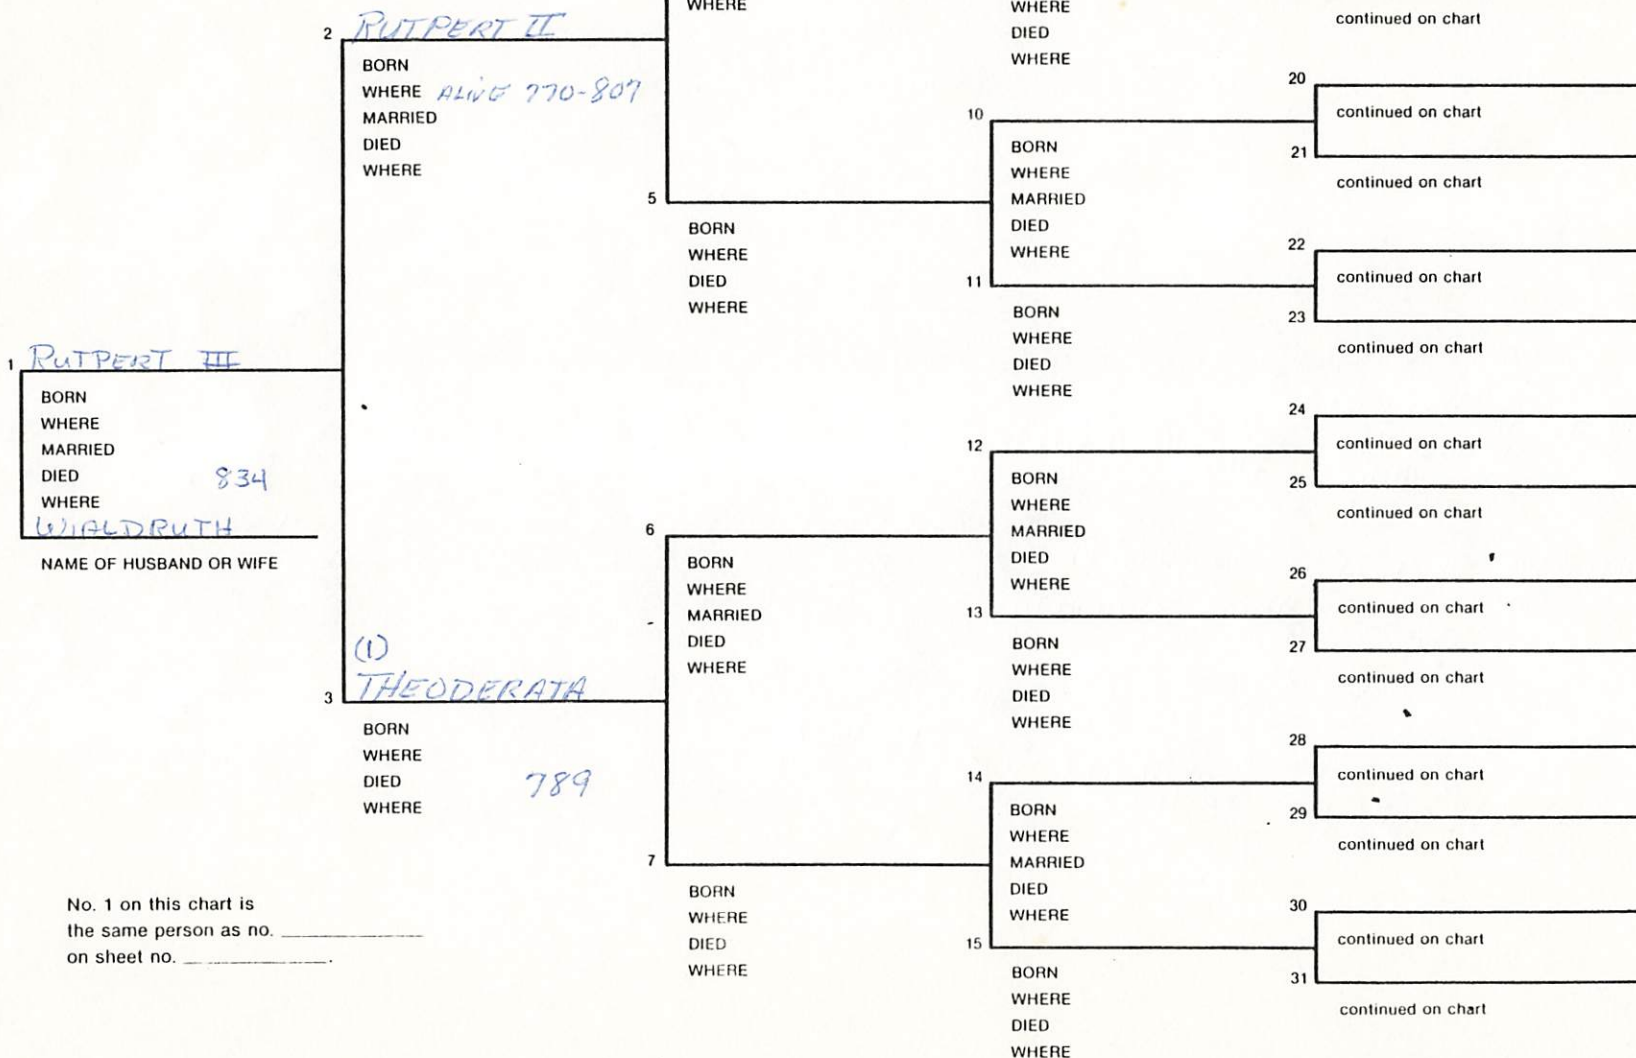 2 RUTPERT II
BORN
WHERE ALIVE 770-807
MARRIED
DIED
WHERE
1 RUTPERT III
BORN
WHERE
MARRIED
DIED 834
WHERE
WIALDRUTH
NAME OF HUSBAND OR WIFE
(1)
3 THEODERATA
BORN
WHERE
DIED 789
WHERE
No. 1 on this chart is
the same person as no.
on sheet no.
WHERE
5
BORN
WHERE
DIED
WHERE
6
BORN
WHERE
MARRIED
DIED
WHERE
7
BORN
WHERE
DIED
WHERE
WHERE
DIED
WHERE
10
BORN
WHERE
MARRIED
DIED
WHERE
11
BORN
WHERE
DIED
WHERE
12
BORN
WHERE
MARRIED
DIED
WHERE
13
BORN
WHERE
DIED
WHERE
14
BORN
WHERE
MARRIED
DIED
WHERE
15
BORN
WHERE
DIED
WHERE
continued on chart
20
continued on chart
21
continued on chart
22
continued on chart
23
continued on chart
24
continued on chart
25
continued on chart
26
continued on chart
27
continued on chart
28
continued on chart
29
continued on chart
30
continued on chart
31
continued on chart